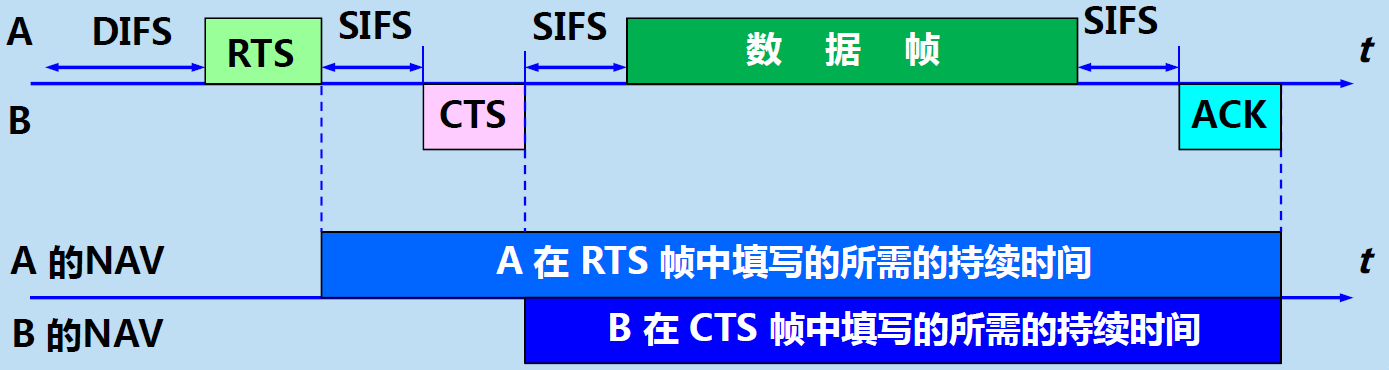 A DIFS RTS SIFS SIFS 数 据 帧 SIFS t
B CTS ACK
A 的NAV A 在 RTS 帧中填写的所需的持续时间 t
B 的NAV B 在 CTS 帧中填写的所需的持续时间